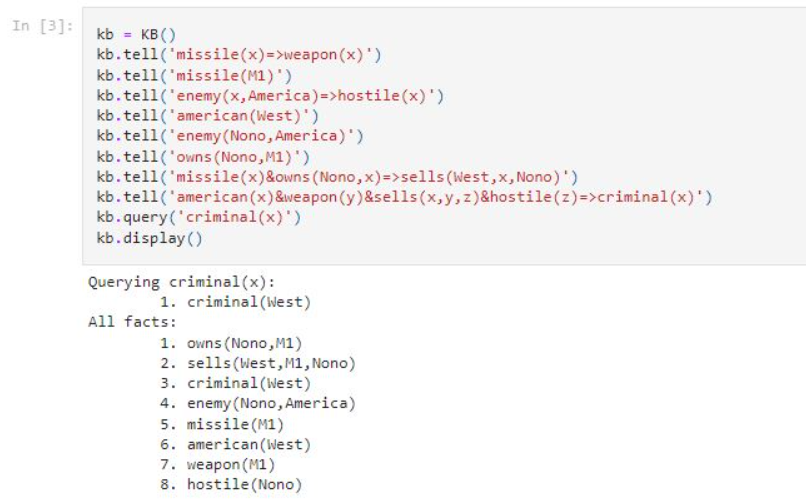 In [3]:
kb = KB()
kb.tell('missile(x)=>weapon(x)')
kb.tell('missile(M1)')
kb.tell('enemy(x,America)=>hostile(x)')
kb.tell('american(West)')
kb.tell('enemy(Nono,America)')
kb.tell('owns(Nono,M1)')
kb.tell('missile(x)&owns(Nono,x)=>sells(West,x,Nono)')
kb.tell('american(x)&weapon(y)&sells(x,y,z)&hostile(z)=>criminal(x)')
kb.query('criminal(x)')
kb.display()
Querying criminal(x):
1. criminal(West)
All facts:
1. owns(Nono,M1)
2. sells(West,M1,Nono)
3. criminal(West)
4. enemy(Nono,America)
5. missile(M1)
6. american(West)
7. weapon(M1)
8. hostile(Nono)